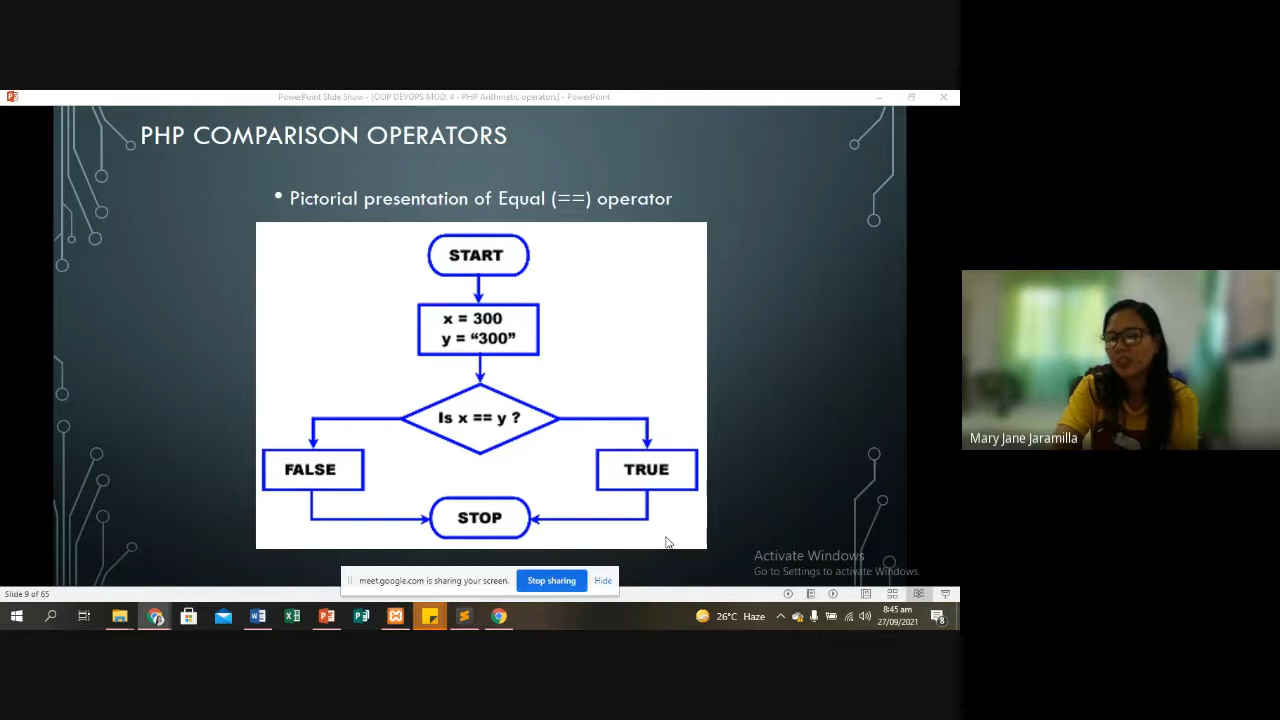 PowerPoint Slide Show - [OOP DEVOPS MOD. 4 - PHP Arithmetic operators] - PowerPoint
PHP COMPARISON OPERATORS
• Pictorial presentation of Equal (==) operator
START
x = 300
y = “300”
Is x == y ?
FALSE
TRUE
STOP
Mary Jane Jaramilla
Activate Windows
Go to Settings to activate Windows.
meet.google.com is sharing your screen.
Stop sharing
Hide
Slide 9 of 65
26°C Haze
8:45 am
27/09/2021
8